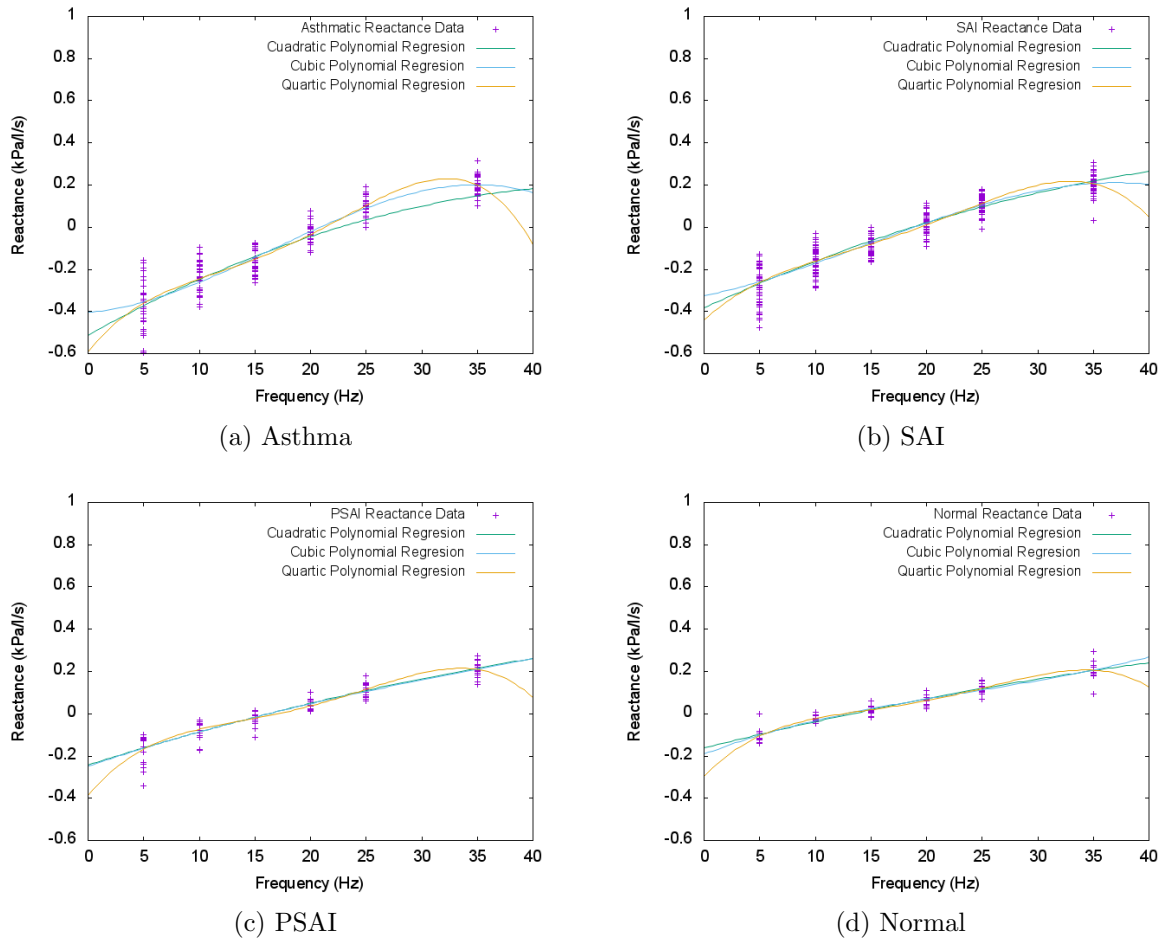 Asthmatic Reactance Data
Cuadratic Polynomial Regresion
Cubic Polynomial Regresion
Quartic Polynomial Regresion
1
0.8
0.6
0.4
0.2
0
-0.2
-0.4
-0.6
Reactance (kPa/l/s)
0 5 10 15 20 25 30 35 40
Frequency (Hz)
(a) Asthma
SAI Reactance Data
Cuadratic Polynomial Regresion
Cubic Polynomial Regresion
Quartic Polynomial Regresion
1
0.8
0.6
0.4
0.2
0
-0.2
-0.4
-0.6
Reactance (kPa/l/s)
0 5 10 15 20 25 30 35 40
Frequency (Hz)
(b) SAI
PSAI Reactance Data
Cuadratic Polynomial Regresion
Cubic Polynomial Regresion
Quartic Polynomial Regresion
1
0.8
0.6
0.4
0.2
0
-0.2
-0.4
-0.6
Reactance (kPa/l/s)
0 5 10 15 20 25 30 35 40
Frequency (Hz)
(c) PSAI
Normal Reactance Data
Cuadratic Polynomial Regresion
Cubic Polynomial Regresion
Quartic Polynomial Regresion
1
0.8
0.6
0.4
0.2
0
-0.2
-0.4
-0.6
Reactance (kPa/l/s)
0 5 10 15 20 25 30 35 40
Frequency (Hz)
(d) Normal